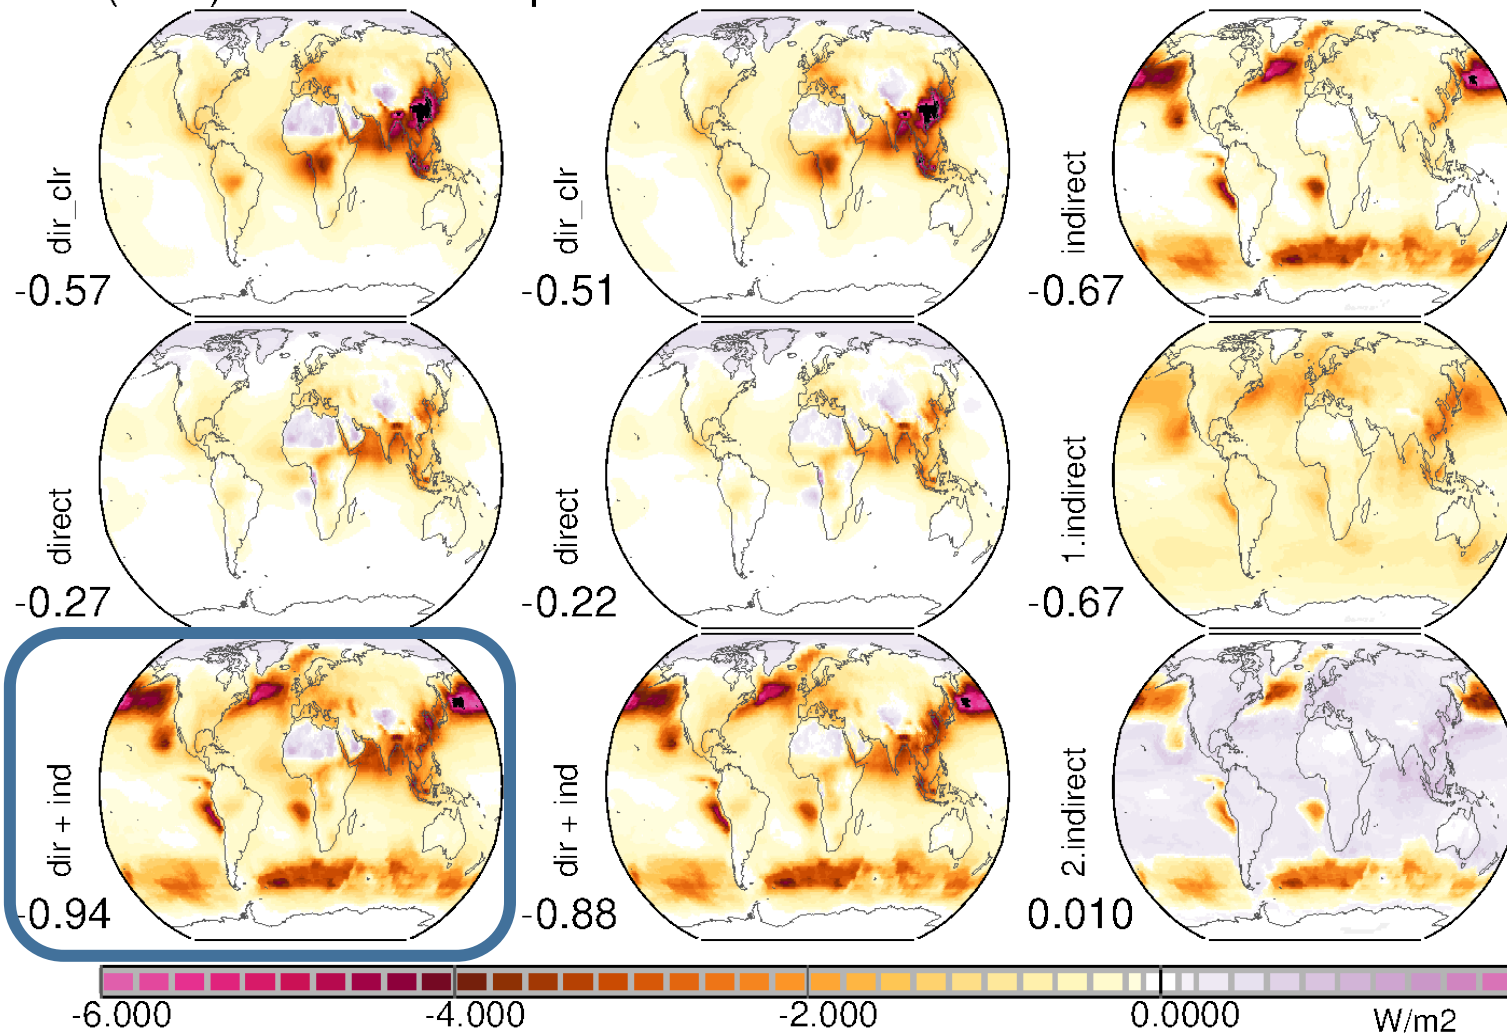 dir_clr
-0.57
dir_clr
-0.51
indirect
-0.67
direct
-0.27
direct
-0.22
1.indirect
-0.67
dir + ind
-0.94
dir + ind
-0.88
2.indirect
0.010
-6.000 -4.000 -2.000 0.0000 W/m2